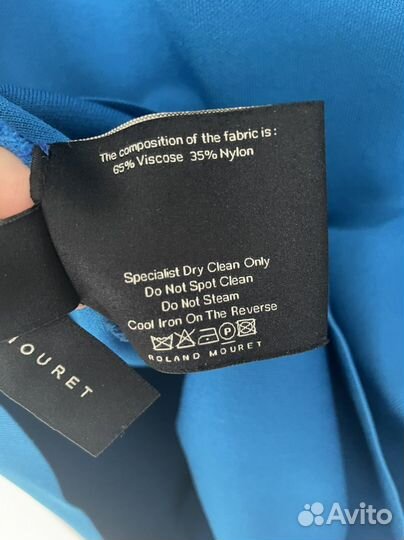 The composition of the fabric is:
65% Viscose 35% Nylon
Specialist Dry Clean Only
Do Not Spot Clean
Do Not Steam
Cool Iron On The Reverse
P
ROLAND MOURET
MOURET
Avito